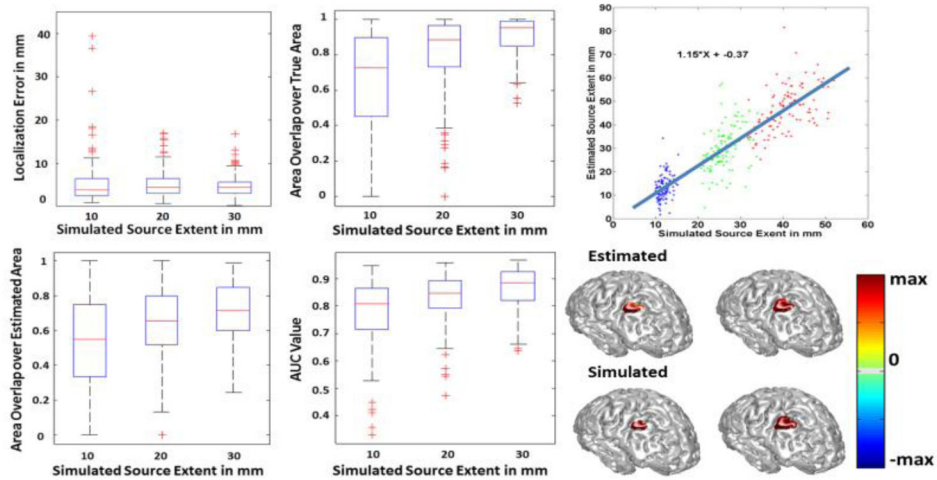 Localization Error in mm
40
30
20
10
0
10 20 30
Simulated Source Extent in mm
Area Overlap over True Area
1
0.8
0.6
0.4
0.2
0
10 20 30
Simulated Source Extent in mm
Estimated Source Extent in mm
90
80
70
60
50
40
30
20
10
0
1.15*X + -0.37
0 10 20 30 40 50 60
Simulated Source Extent in mm
Area Overlap over Estimated Area
1
0.8
0.6
0.4
0.2
0
10 20 30
Simulated Source Extent in mm
AUC Value
0.9
0.8
0.7
0.6
0.5
0.4
10 20 30
Simulated Source Extent in mm
Estimated
Simulated
max
0
-max